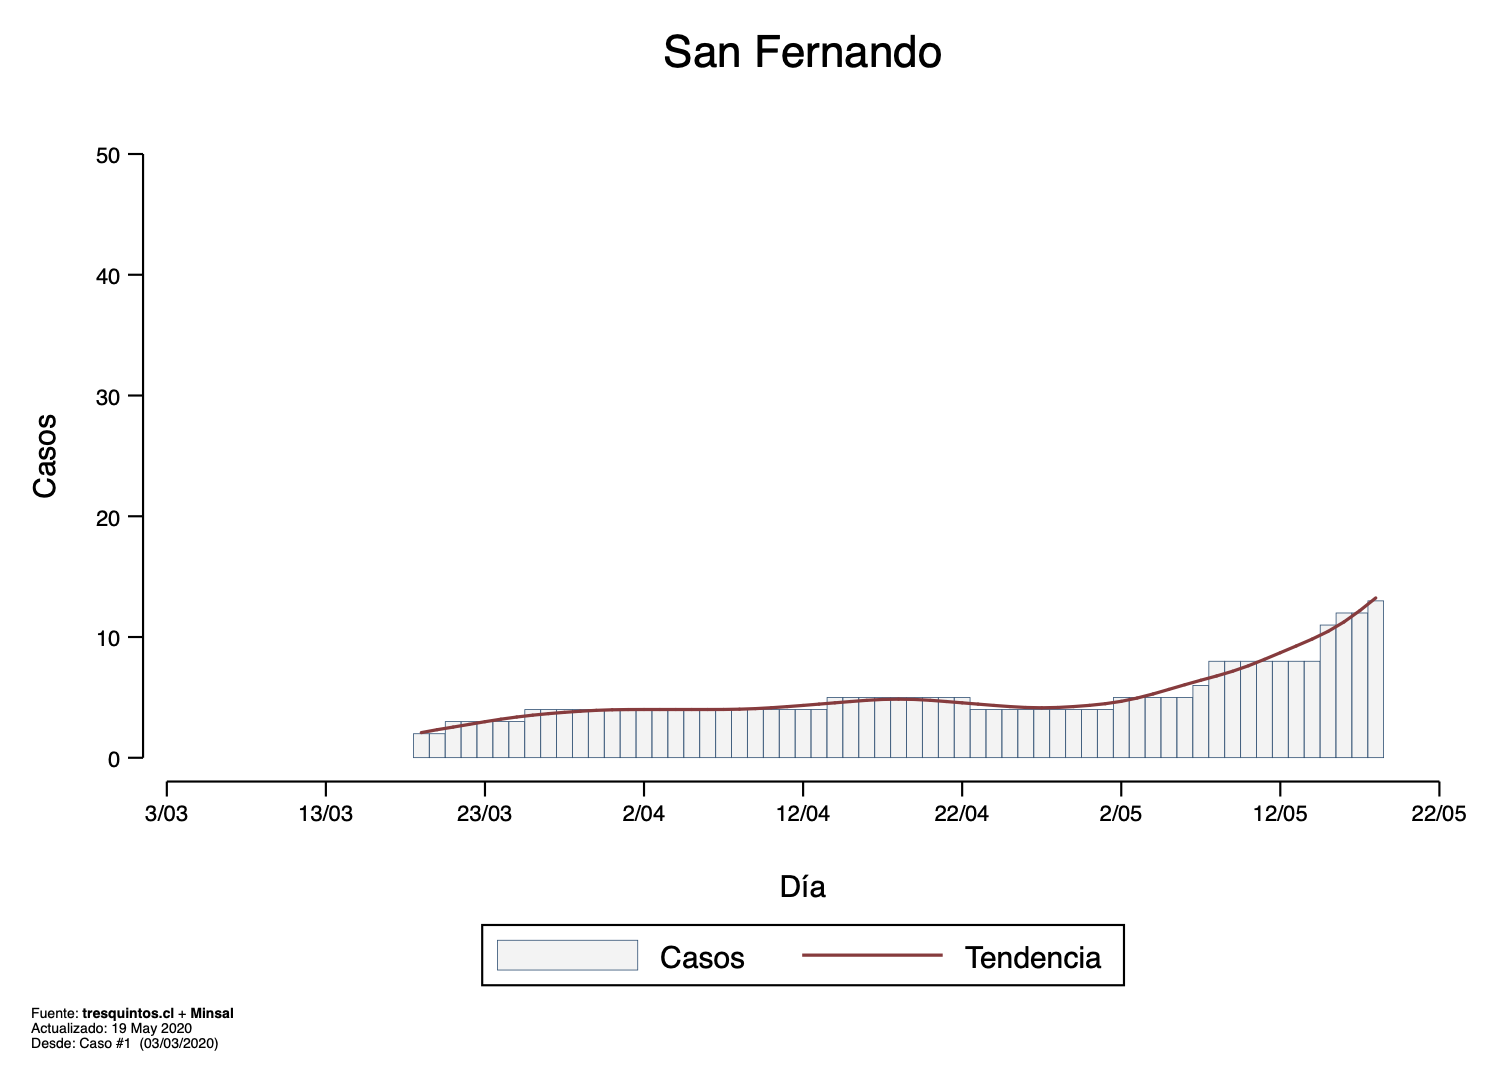 San Fernando
50
40
30
20
10
0
Casos
3/03
13/03
23/03
2/04
12/04
22/04
2/05
12/05
22/05
Día
Casos
Tendencia
Fuente: tresquintos.cl + Minsal
Actualizado: 19 May 2020
Desde: Caso #1 (03/03/2020)